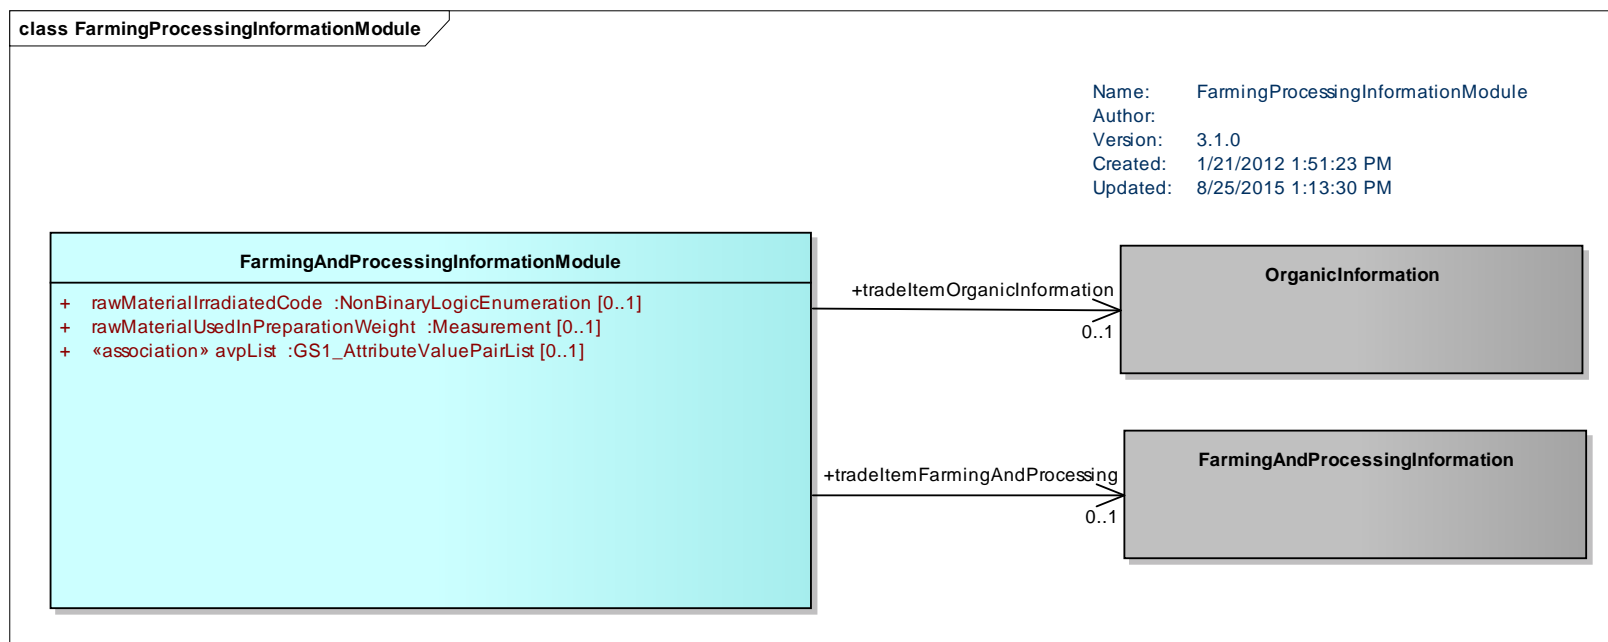 class FarmingProcessingInformationModule
Name: FarmingProcessingInformationModule
Author:
Version: 3.1.0
Created: 1/21/2012 1:51:23 PM
Updated: 8/25/2015 1:13:30 PM
FarmingAndProcessingInformationModule
+ rawMaterialIrradiatedCode :NonBinaryLogicEnumeration [0..1]
+ rawMaterialUsedInPreparationWeight :Measurement [0..1]
+ «association» avpList :GS1_AttributeValuePairList [0..1]
+tradeItemOrganicInformation
0..1
OrganicInformation
+tradeItemFarmingAndProcessing
0..1
FarmingAndProcessingInformation